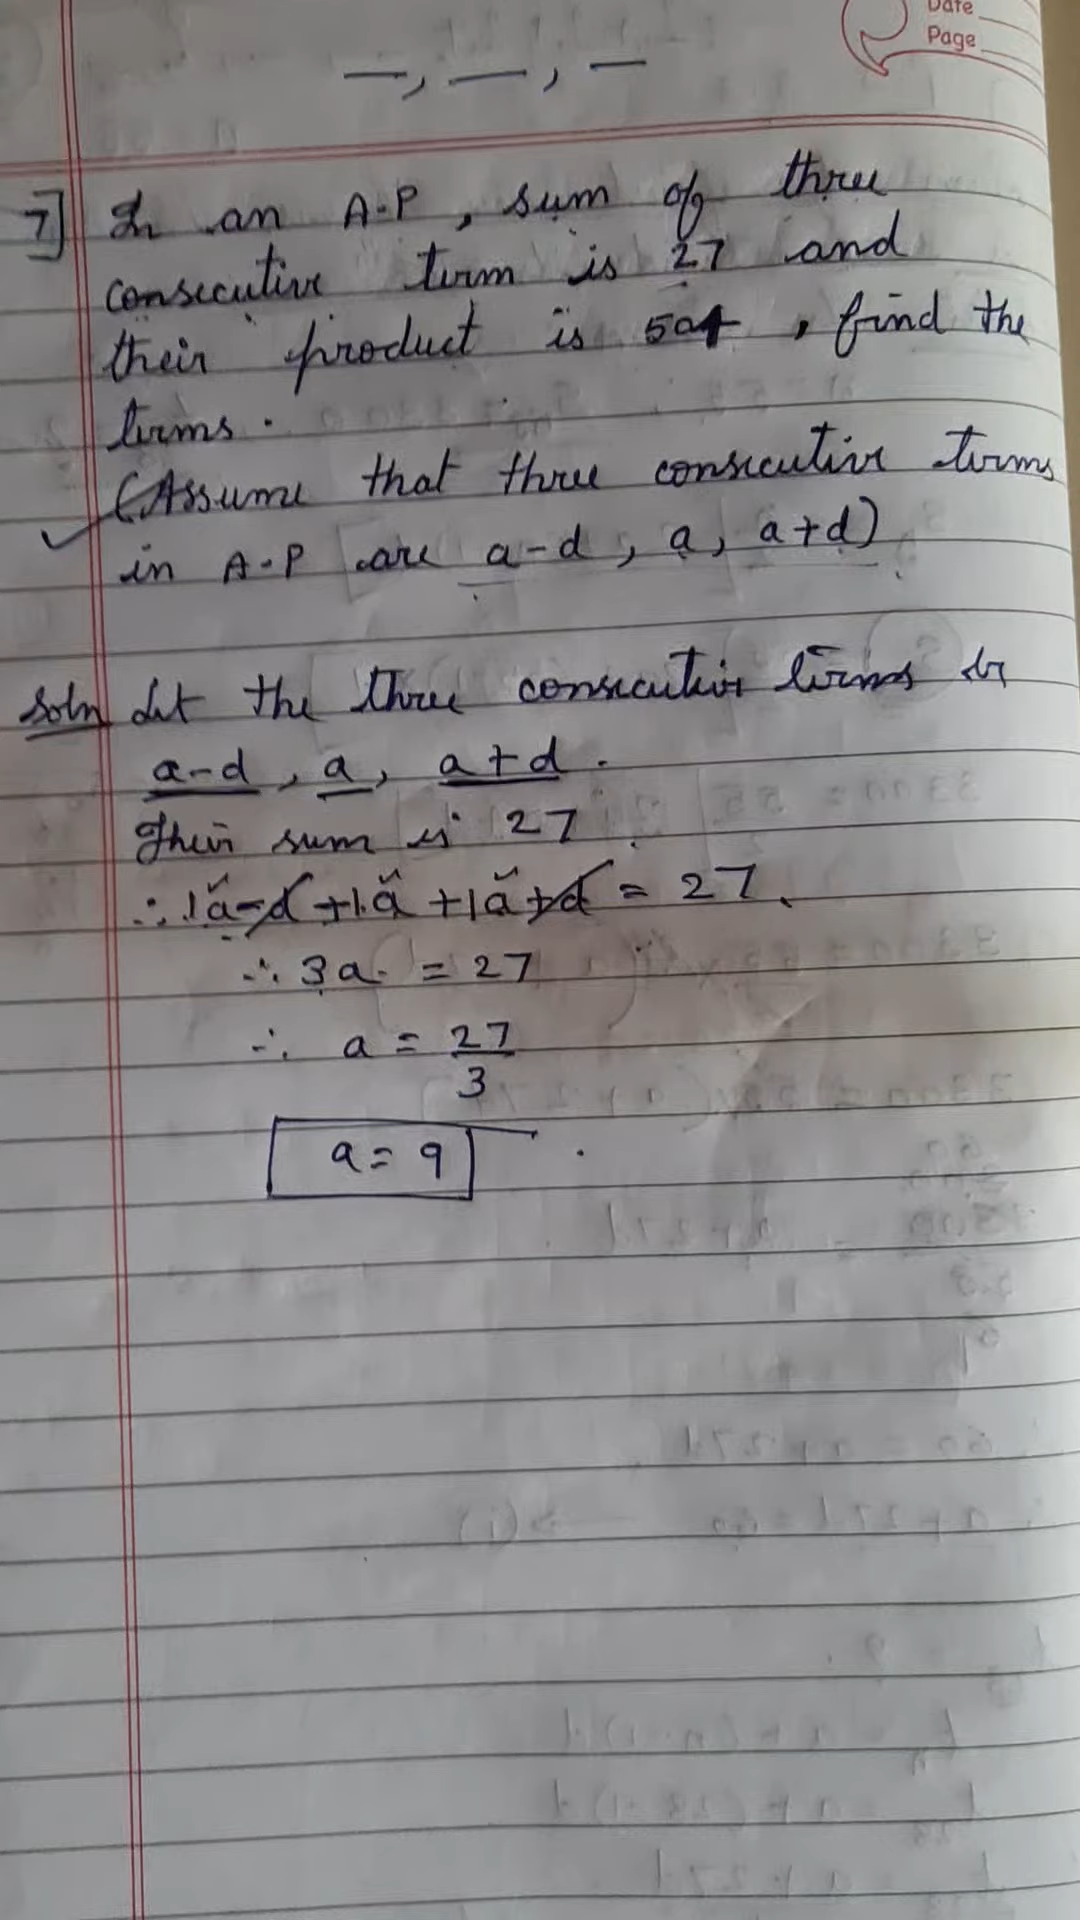 Date
Page
—, —, —
7] In an A.P, sum of three
consecutive term is 27 and
their product is 504, find the
terms.
(Assume that three consecutive terms
in A.P are a-d, a, a+d)
Soln Let the three consecutive terms be
a-d, a, a+d.
Their sum is 27
∴ 1a-d+1a+1a+d = 27.
∴ 3a = 27
∴ a = 27/3
a = 9